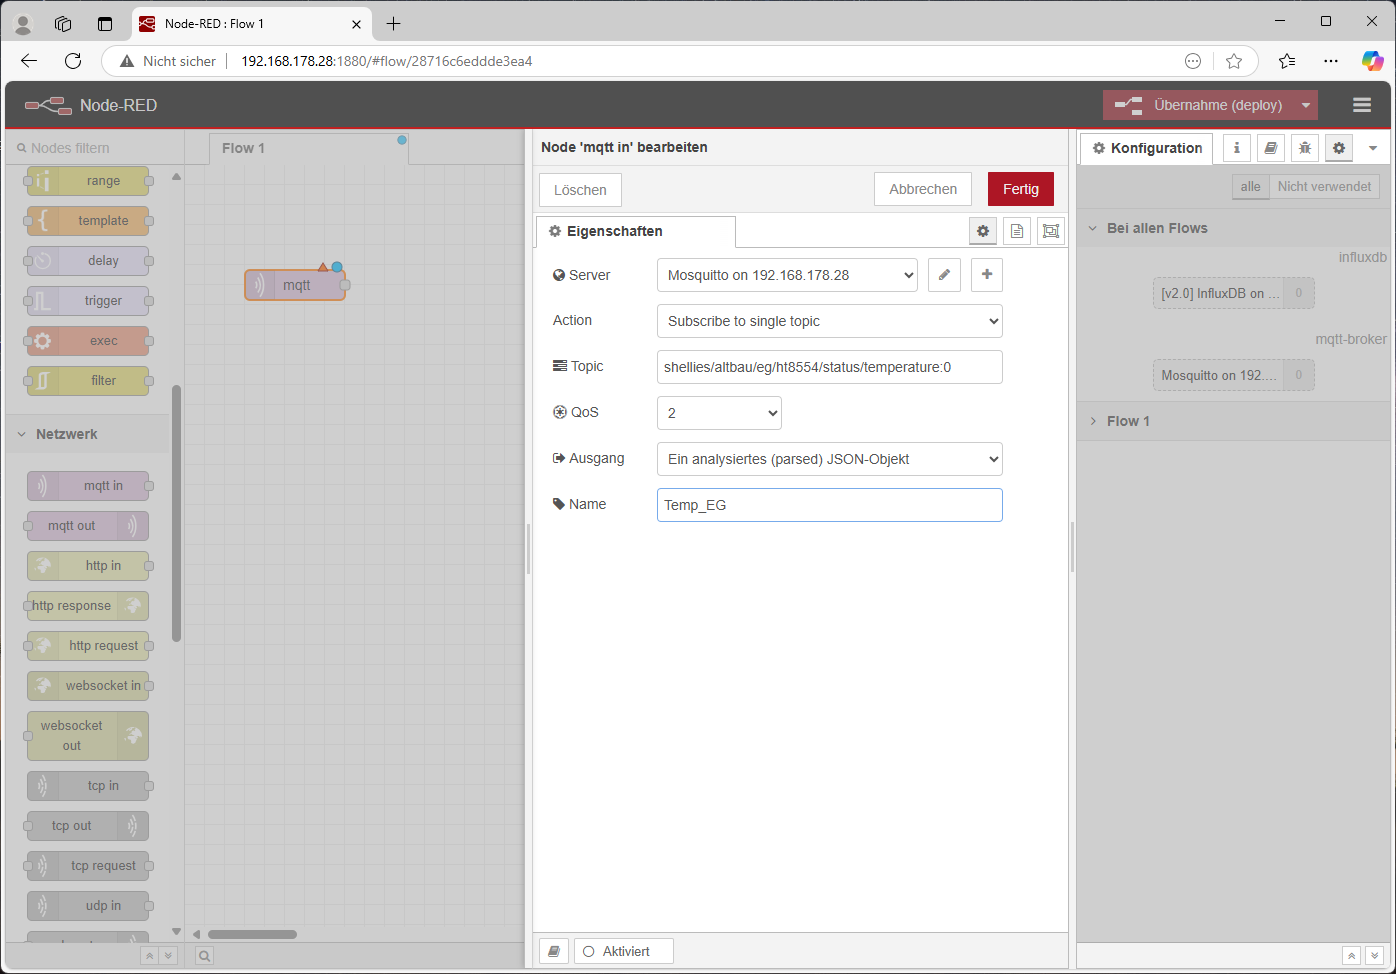 Node-RED : Flow 1
Nicht sicher
192.168.178.28:1880/#flow/28716c6eddde3ea4
Node-RED
Übernahme (deploy)
Nodes filtern
range
template
delay
trigger
exec
filter
Netzwerk
mqtt in
mqtt out
http in
http response
http request
websocket in
websocket
out
tcp in
tcp out
tcp request
udp in
Flow 1
mqtt
Node 'mqtt in' bearbeiten
Löschen
Abbrechen
Fertig
Eigenschaften
Server
Mosquitto on 192.168.178.28
Action
Subscribe to single topic
Topic
shellies/altbau/eg/ht8554/status/temperature:0
QoS
2
Ausgang
Ein analysiertes (parsed) JSON-Objekt
Name
Temp_EG
Aktiviert
Konfiguration
alle
Nicht verwendet
Bei allen Flows
influxdb
[v2.0] InfluxDB on ...
0
mqtt-broker
Mosquitto on 192....
0
Flow 1